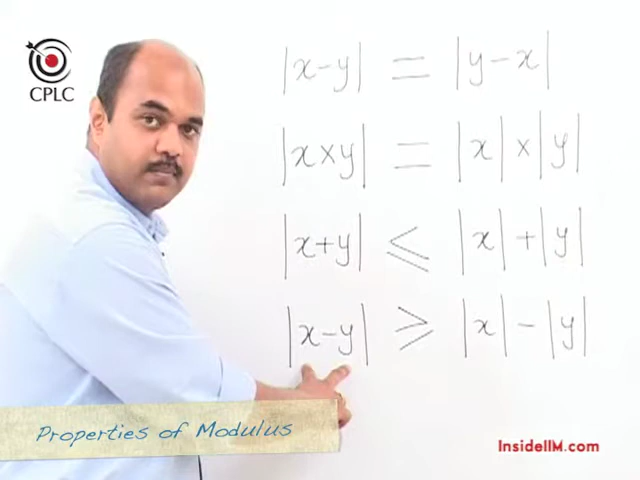 CPLC
|x-y| = |y-x|
|x×y| = |x|×|y|
|x+y| ≤ |x|+|y|
|x-y| ≥ |x|-|y|
Properties of Modulus
InsideIIM.com